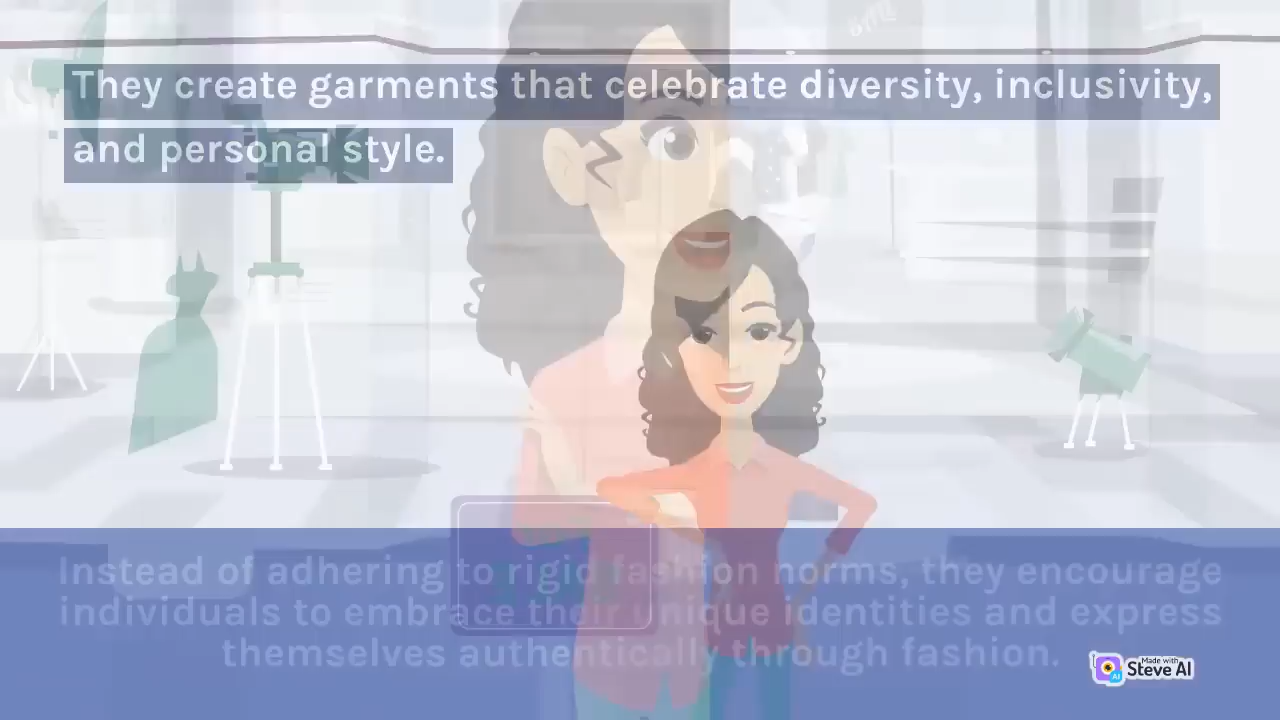 They create garments that celebrate diversity, inclusivity,
and personal style.
Instead of adhering to rigid fashion norms, they encourage
individuals to embrace their unique identities and express
themselves authentically through fashion.
Made with
Steve AI